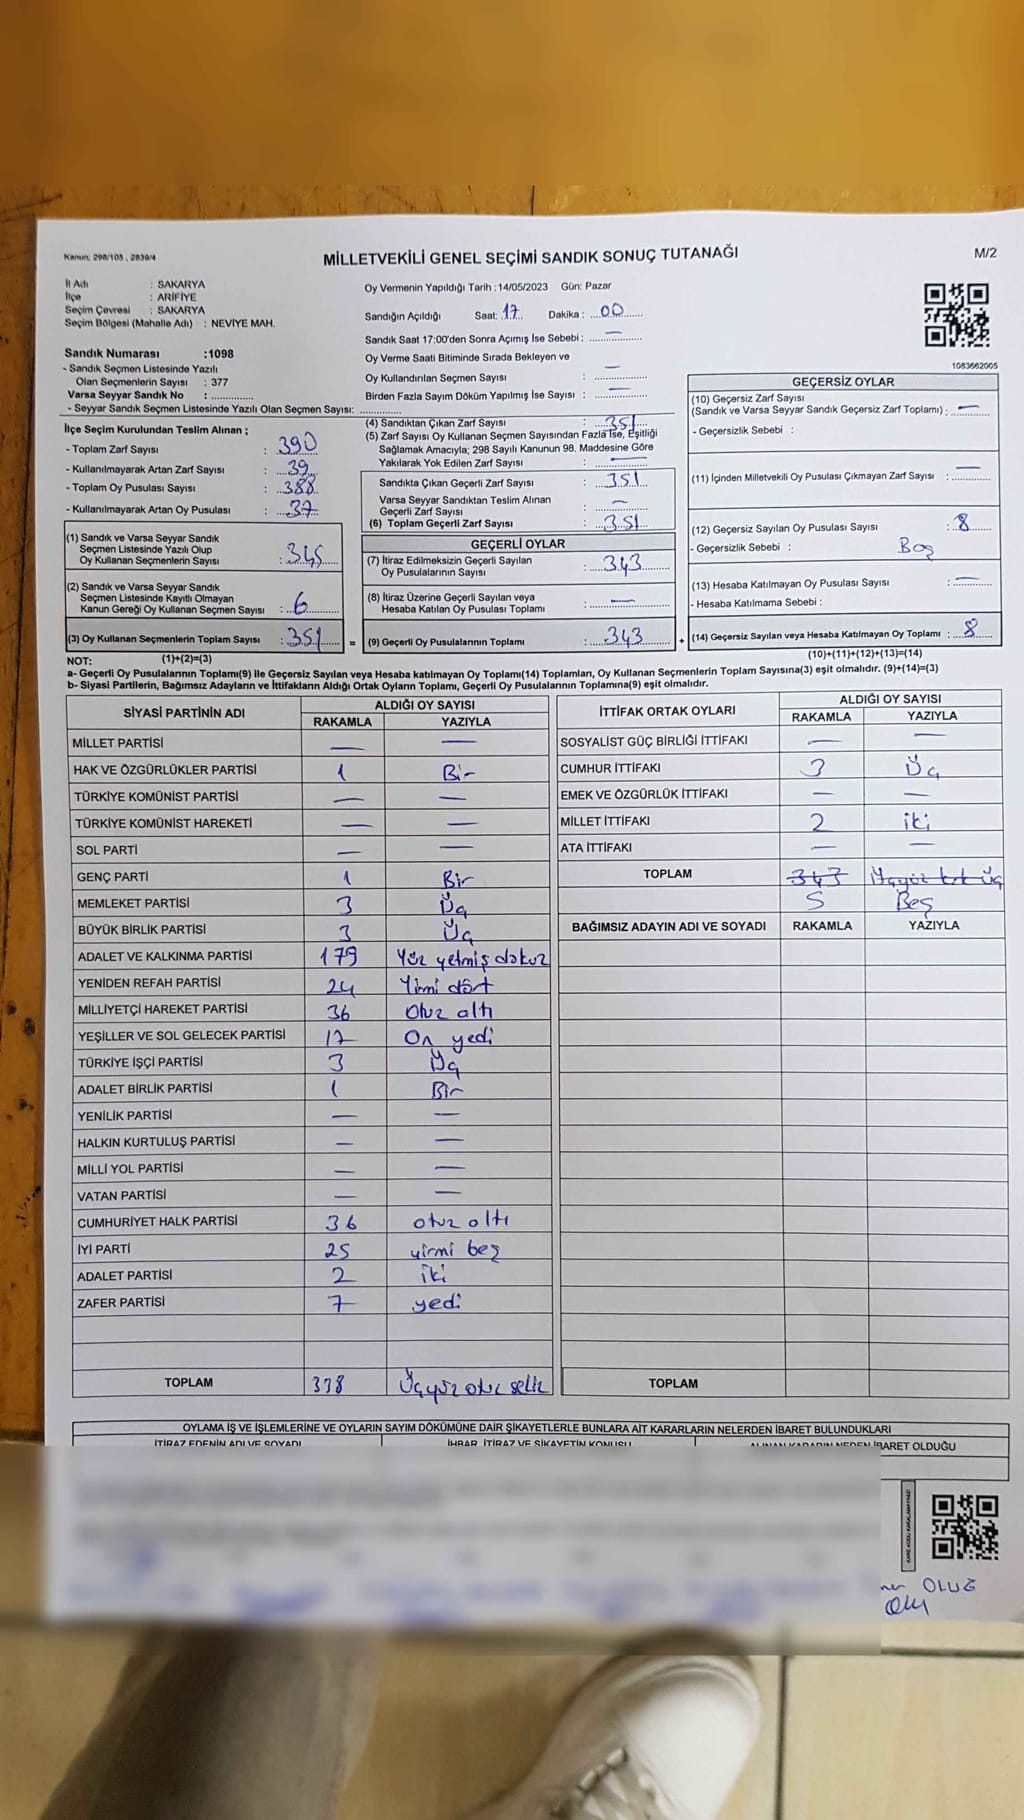 Kanun, 298/105 , 2839/4
MİLLETVEKİLİ GENEL SEÇİMİ SANDIK SONUÇ TUTANAĞI
M/2
İl Adı : SAKARYA
İlçe : ARİFİYE
Seçim Çevresi : SAKARYA
Seçim Bölgesi (Mahalle Adı) : NEVİYE MAH.
Oy Vermenin Yapıldığı Tarih :14/05/2023 Gün: Pazar
Sandığın Açıldığı Saat: 17 Dakika : 00
Sandık Saat 17:00'den Sonra Açımış İse Sebebi : —
Oy Verme Saati Bitiminde Sırada Bekleyen ve
Oy Kullandırılan Seçmen Sayısı : —
Birden Fazla Sayım Döküm Yapılmış İse Sayısı : —
1083662005
Sandık Numarası :1098
- Sandık Seçmen Listesinde Yazılı
Olan Seçmenlerin Sayısı : 377
Varsa Seyyar Sandık No : ..............
- Seyyar Sandık Seçmen Listesinde Yazılı Olan Seçmen Sayısı: ..............
İlçe Seçim Kurulundan Teslim Alınan ;
- Toplam Zarf Sayısı : 390
- Kullanılmayarak Artan Zarf Sayısı : 39
- Toplam Oy Pusulası Sayısı : 388
- Kullanılmayarak Artan Oy Pusulası : 37
(1) Sandık ve Varsa Seyyar Sandık
Seçmen Listesinde Yazılı Olup
Oy Kullanan Seçmenlerin Sayısı : 345
(2) Sandık ve Varsa Seyyar Sandık
Seçmen Listesinde Kayıtlı Olmayan
Kanun Gereği Oy Kullanan Seçmen Sayısı : 6
(3) Oy Kullanan Seçmenlerin Toplam Sayısı : 351 =
(4) Sandıktan Çıkan Zarf Sayısı : 351
(5) Zarf Sayısı Oy Kullanan Seçmen Sayısından Fazla İse, Eşitliği
Sağlamak Amacıyla; 298 Sayılı Kanunun 98. Maddesine Göre
Yakılarak Yok Edilen Zarf Sayısı : —
Sandıkta Çıkan Geçerli Zarf Sayısı : 351
Varsa Seyyar Sandıktan Teslim Alınan
Geçerli Zarf Sayısı : —
(6) Toplam Geçerli Zarf Sayısı : 351
GEÇERLİ OYLAR
(7) İtiraz Edilmeksizin Geçerli Sayılan
Oy Pusulalarının Sayısı : 343
(8) İtiraz Üzerine Geçerli Sayılan veya
Hesaba Katılan Oy Pusulası Toplamı : —
(9) Geçerli Oy Pusulalarının Toplamı : 343 +
GEÇERSİZ OYLAR
(10) Geçersiz Zarf Sayısı
(Sandık ve Varsa Seyyar Sandık Geçersiz Zarf Toplamı) : —
- Geçersizlik Sebebi :
(11) İçinden Milletvekili Oy Pusulası Çıkmayan Zarf Sayısı : —
(12) Geçersiz Sayılan Oy Pusulası Sayısı : 8
- Geçersizlik Sebebi : Boş
(13) Hesaba Katılmayan Oy Pusulası Sayısı : —
- Hesaba Katılmama Sebebi :
(14) Geçersiz Sayılan veya Hesaba Katılmayan Oy Toplamı : 8
NOT: (1)+(2)=(3)
(10)+(11)+(12)+(13)=(14)
a- Geçerli Oy Pusulalarının Toplamı(9) ile Geçersiz Sayılan veya Hesaba katılmayan Oy Toplamı(14) Toplamları, Oy Kullanan Seçmenlerin Toplam Sayısına(3) eşit olmalıdır. (9)+(14)=(3)
b- Siyasi Partilerin, Bağımsız Adayların ve İttifakların Aldığı Ortak Oyların Toplamı, Geçerli Oy Pusulalarının Toplamına(9) eşit olmalıdır.
SİYASİ PARTİNİN ADI ALDIĞI OY SAYISI
RAKAMLA YAZIYLA
MİLLET PARTİSİ — —
HAK VE ÖZGÜRLÜKLER PARTİSİ 1 Bir
TÜRKİYE KOMÜNİST PARTİSİ — —
TÜRKİYE KOMÜNİST HAREKETİ — —
SOL PARTİ — —
GENÇ PARTİ 1 Bir
MEMLEKET PARTİSİ 3 Üç
BÜYÜK BİRLİK PARTİSİ 3 Üç
ADALET VE KALKINMA PARTİSİ 179 Yüz yetmiş dokuz
YENİDEN REFAH PARTİSİ 24 Yirmi dört
MİLLİYETÇİ HAREKET PARTİSİ 36 Otuz altı
YEŞİLLER VE SOL GELECEK PARTİSİ 17 On yedi
TÜRKİYE İŞÇİ PARTİSİ 3 Üç
ADALET BİRLİK PARTİSİ 1 Bir
YENİLİK PARTİSİ — —
HALKIN KURTULUŞ PARTİSİ — —
MİLLİ YOL PARTİSİ — —
VATAN PARTİSİ — —
CUMHURİYET HALK PARTİSİ 36 otuz altı
İYİ PARTİ 25 yirmi beş
ADALET PARTİSİ 2 iki
ZAFER PARTİSİ 7 yedi
TOPLAM 338 Üçyüz otuz sekiz
İTTİFAK ORTAK OYLARI ALDIĞI OY SAYISI
RAKAMLA YAZIYLA
SOSYALİST GÜÇ BİRLİĞİ İTTİFAKI — —
CUMHUR İTTİFAKI 3 Üç
EMEK VE ÖZGÜRLÜK İTTİFAKI — —
MİLLET İTTİFAKI 2 iki
ATA İTTİFAKI — —
TOPLAM 343 Üçyüz kırk üç
5 Beş
BAĞIMSIZ ADAYIN ADI VE SOYADI RAKAMLA YAZIYLA
TOPLAM
OYLAMA İŞ VE İŞLEMLERİNE VE OYLARIN SAYIM DÖKÜMÜNE DAİR ŞİKAYETLERLE BUNLARA AİT KARARLARIN NELERDEN İBARET BULUNDUKLARI
İTİRAZ EDENİN ADI VE SOYADI İHBAR, İTİRAZ VE ŞİKAYETİN KONUSU ALINAN KARARIN NEDEN İBARET OLDUĞU
KARE KODU KARALAMAYINIZ!